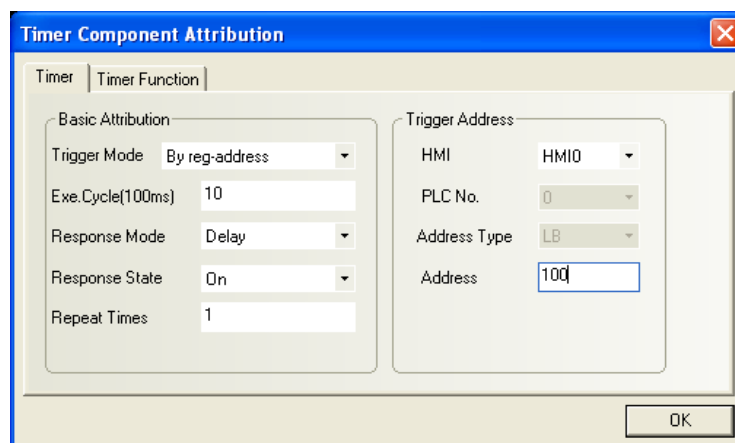 Timer Component Attribution
Timer
Timer Function
Basic Attribution
Trigger Mode By reg-address
Exe.Cycle(100ms) 10
Response Mode Delay
Response State On
Repeat Times 1
Trigger Address
HMI HMI0
PLC No. 0
Address Type LB
Address 100
OK